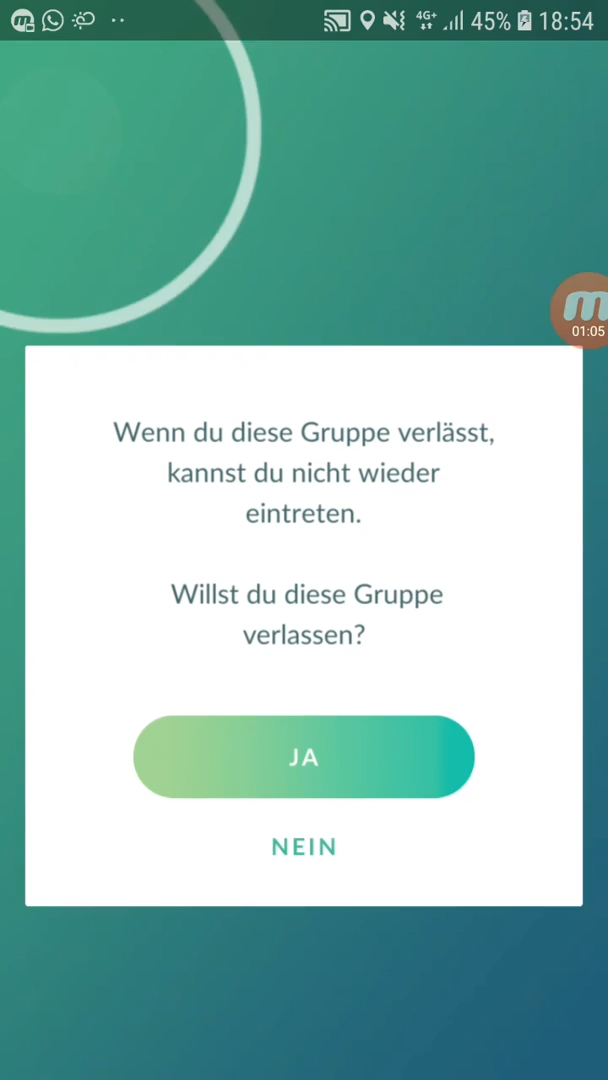 4G+ 45% 18:54
m
01:05
Wenn du diese Gruppe verlässt,
kannst du nicht wieder
eintreten.
Willst du diese Gruppe
verlassen?
JA
NEIN